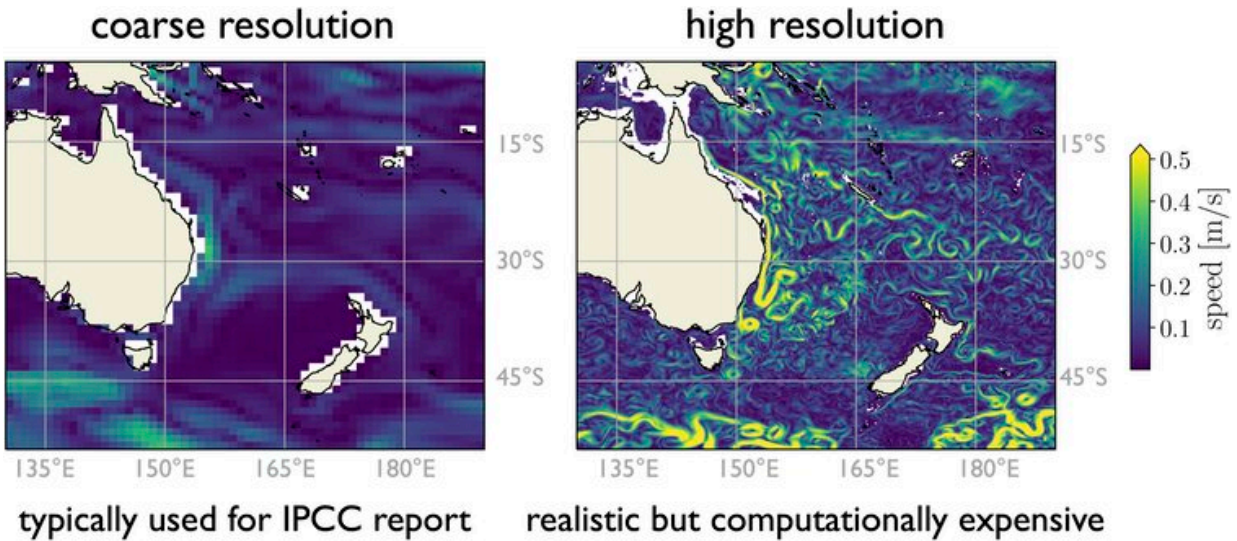 coarse resolution
high resolution
15°S
30°S
45°S
135°E
150°E
165°E
180°E
15°S
30°S
45°S
135°E
150°E
165°E
180°E
0.5
0.4
0.3
0.2
0.1
speed [m/s]
typically used for IPCC report
realistic but computationally expensive